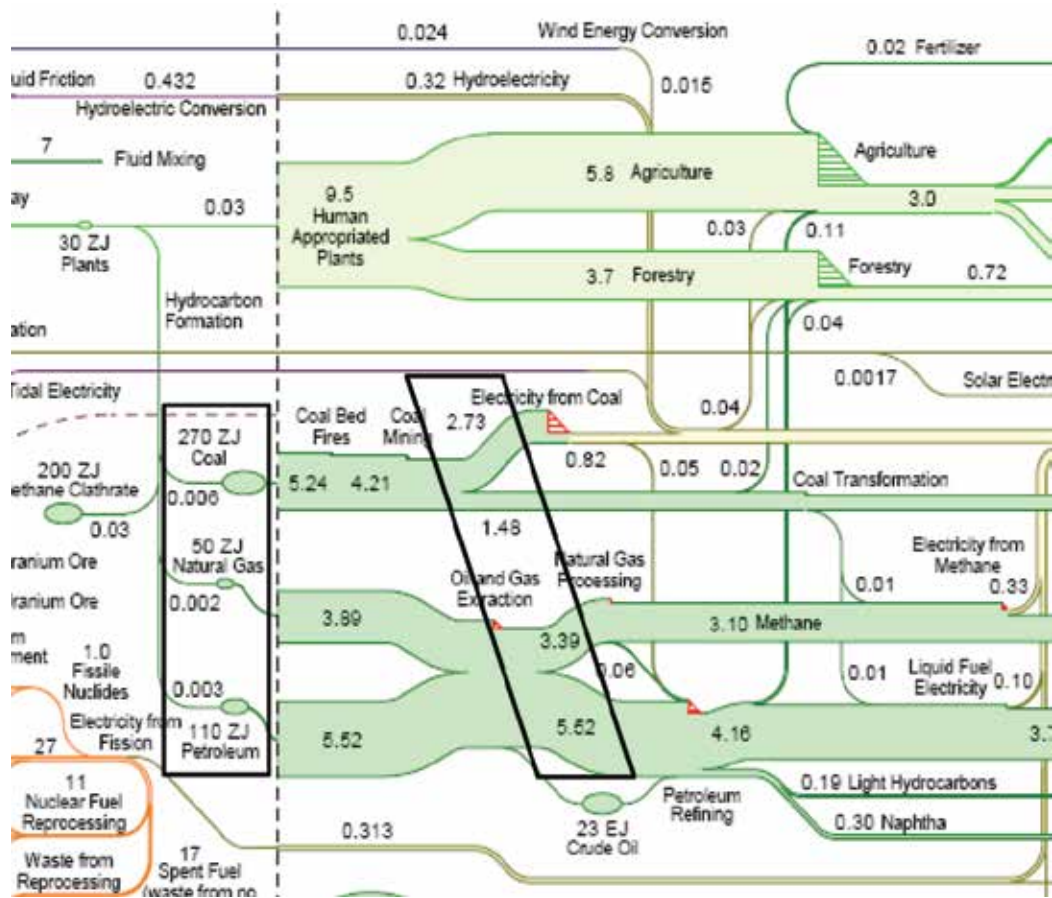 0.024
Wind Energy Conversion
0.02 Fertilizer
uid Friction
0.432
0.32 Hydroelectricity
0.015
Hydroelectric Conversion
7
Fluid Mixing
Agriculture
5.8 Agriculture
ay
0.03
9.5
Human
Appropriated
Plants
3.0
30 ZJ
Plants
0.03
0.11
3.7 Forestry
Forestry
0.72
Hydrocarbon
Formation
ation
0.04
Tidal Electricity
0.0017
Solar Electri
270 ZJ
Coal
Coal Bed
Fires
Coal
Mining
2.73
Electricity from Coal
0.04
200 ZJ
ethane Clathrate
0.006
5.24
4.21
0.82
0.05
0.02
Coal Transformation
0.03
1.48
50 ZJ
Natural Gas
ranium Ore
Oil and Gas
Extraction
Natural Gas
Processing
Electricity from
Methane
0.002
ranium Ore
0.01
0.33
3.89
3.39
3.10 Methane
m
ment
1.0
Fissile
Nuclides
0.003
0.06
0.01
Liquid Fuel
Electricity
0.10
Electricity from
Fission
110 ZJ
Petroleum
5.52
5.52
4.16
3.7
27
11
Nuclear Fuel
Reprocessing
0.19 Light Hydrocarbons
Petroleum
Refining
0.313
23 EJ
Crude Oil
0.30 Naphtha
Waste from
Reprocessing
17
Spent Fuel
(waste from no